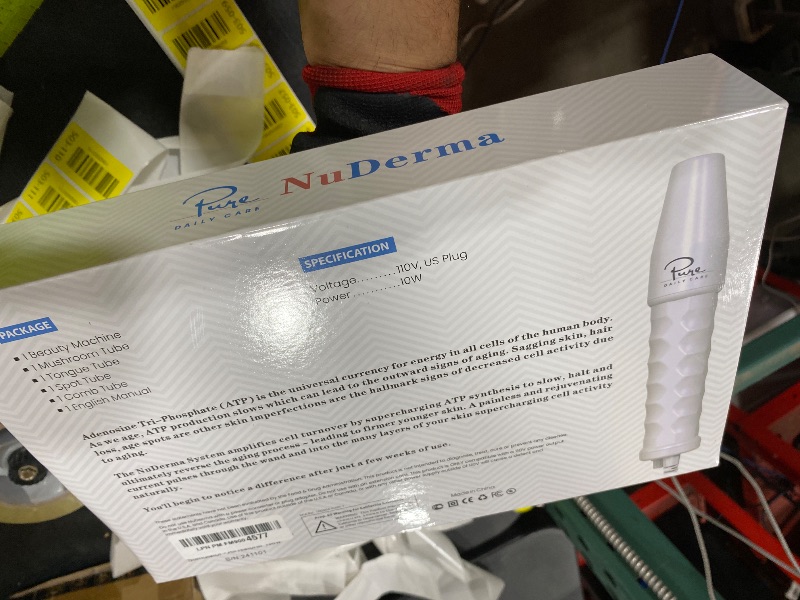 Pure
DAILY CARE
NuDerma
SPECIFICATION
Voltage.........110V, US Plug
Power...........10W
PACKAGE
1 Beauty Machine
1 Mushroom Tube
1 Tongue Tube
1 Spot Tube
1 Comb Tube
1 English Manual
Adenosine Tri-Phosphate (ATP) is the universal currency for energy in all cells of the human body.
As we age, ATP production slows which can lead to the outward signs of aging. Sagging skin, hair
loss, age spots are other skin imperfections are the hallmark signs of decreased cell activity due
to aging.
The NuDerma System amplifies cell turnover by supercharging ATP synthesis to slow, halt and
ultimately reverse the aging process - leading to firmer younger skin. A painless and rejuvenating
current pulses through the wand and into the many layers of your skin supercharging cell activity
naturally.
You'll begin to notice a difference after just a few weeks of use.
Made in China
4577
S/N:241101
Pure
DAILY CARE